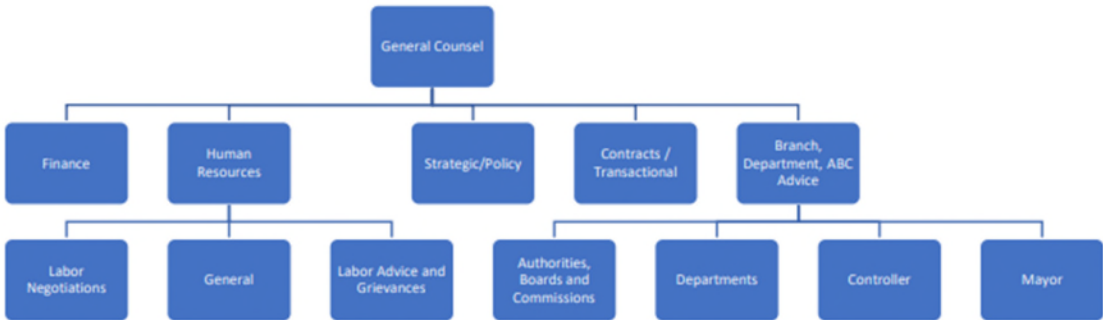 General Counsel
Finance
Human
Resources
Strategic/Policy
Contracts /
Transactional
Branch,
Department, ABC
Advice
Labor
Negotiations
General
Labor Advice and
Grievances
Authorities,
Boards and
Commissions
Departments
Controller
Mayor